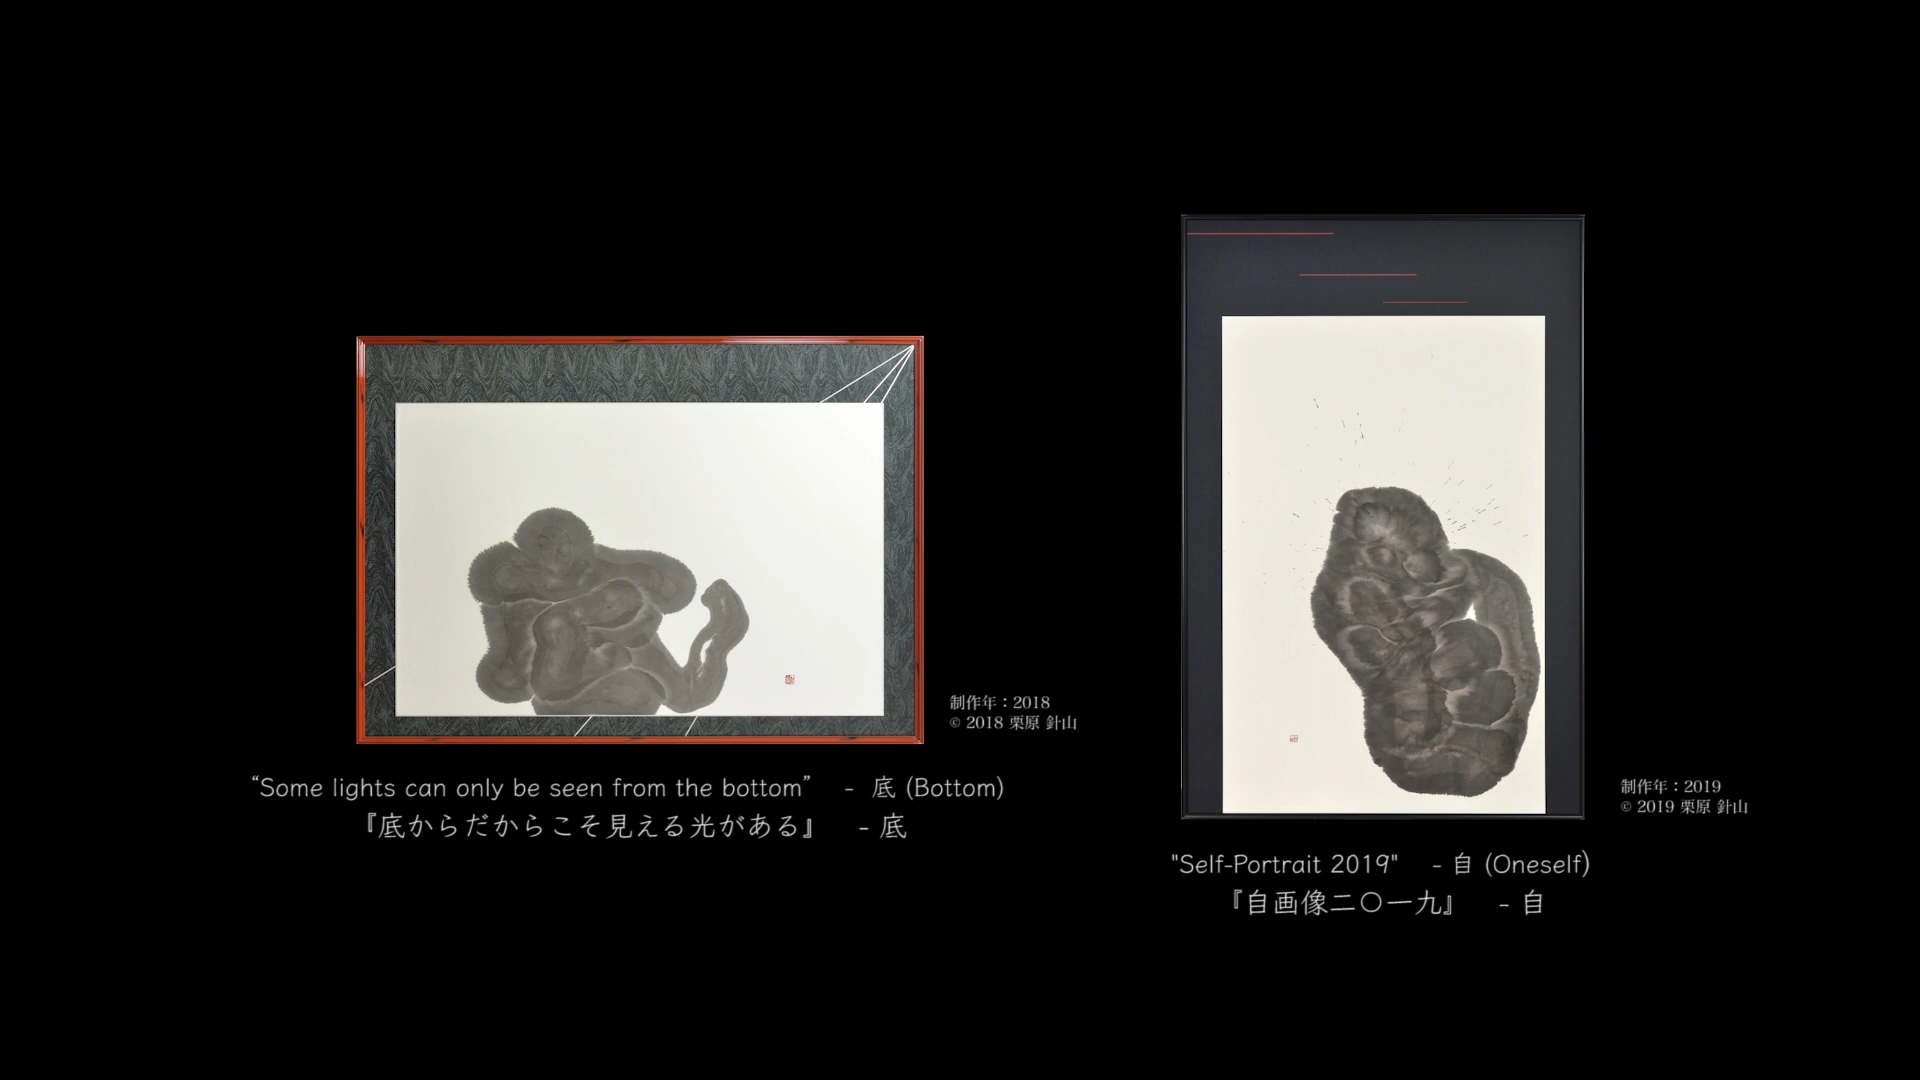 制作年：2018
© 2018 栗原 針山
“Some lights can only be seen from the bottom” - 底 (Bottom)
『底からだからこそ見える光がある』 - 底
制作年：2019
© 2019 栗原 針山
"Self-Portrait 2019" - 自 (Oneself)
『自画像二〇一九』 - 自